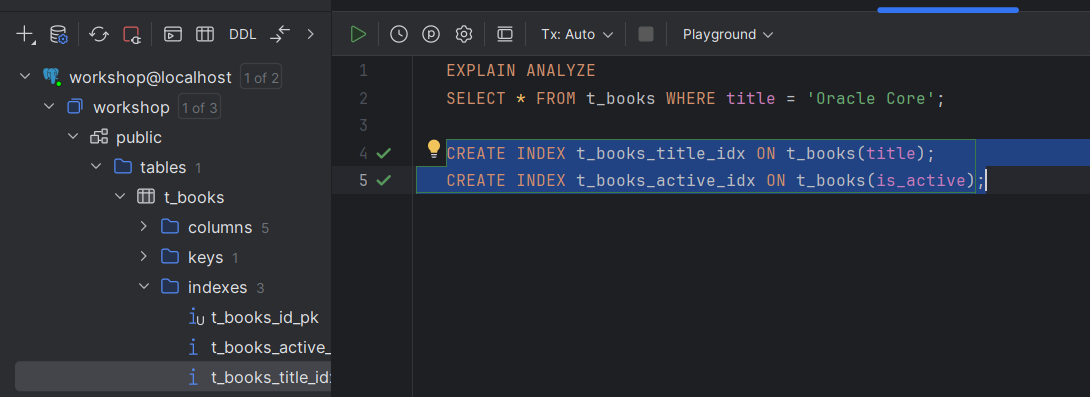 DDL
workshop@localhost 1 of 2
workshop 1 of 3
public
tables 1
t_books
columns 5
keys 1
indexes 3
t_books_id_pk
t_books_active_
t_books_title_id
Tx: Auto
Playground
1 EXPLAIN ANALYZE
2 SELECT * FROM t_books WHERE title = 'Oracle Core';
3
4 CREATE INDEX t_books_title_idx ON t_books(title);
5 CREATE INDEX t_books_active_idx ON t_books(is_active);